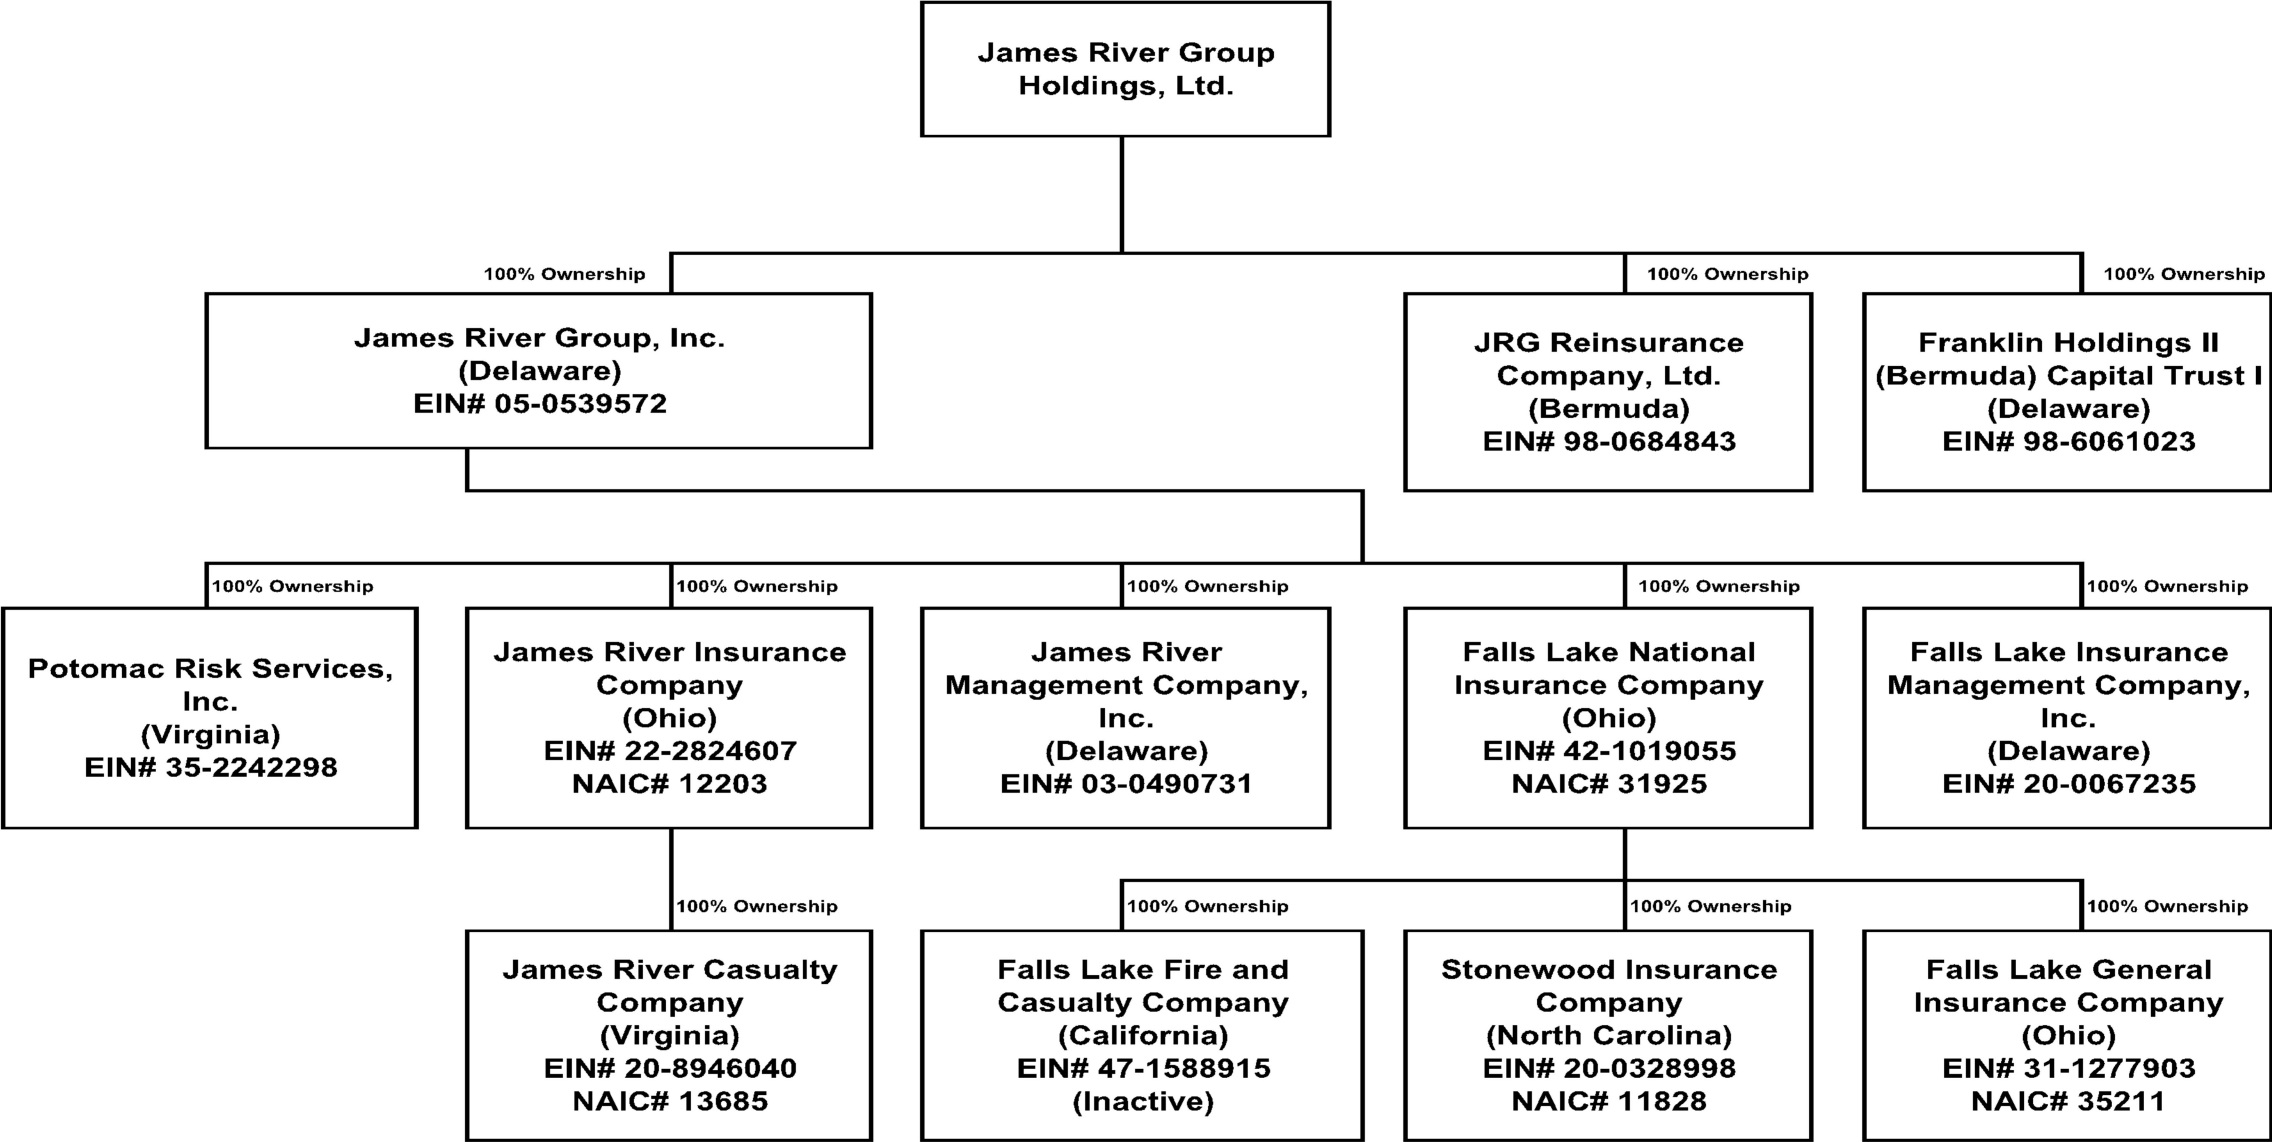 James River Group
Holdings, Ltd.
100% Ownership
100% Ownership
100% Ownership
James River Group, Inc.
(Delaware)
EIN# 05-0539572
JRG Reinsurance
Company, Ltd.
(Bermuda)
EIN# 98-0684843
Franklin Holdings II
(Bermuda) Capital Trust I
(Delaware)
EIN# 98-6061023
100% Ownership
100% Ownership
100% Ownership
100% Ownership
100% Ownership
Potomac Risk Services,
Inc.
(Virginia)
EIN# 35-2242298
James River Insurance
Company
(Ohio)
EIN# 22-2824607
NAIC# 12203
James River
Management Company,
Inc.
(Delaware)
EIN# 03-0490731
Falls Lake National
Insurance Company
(Ohio)
EIN# 42-1019055
NAIC# 31925
Falls Lake Insurance
Management Company,
Inc.
(Delaware)
EIN# 20-0067235
100% Ownership
100% Ownership
100% Ownership
100% Ownership
James River Casualty
Company
(Virginia)
EIN# 20-8946040
NAIC# 13685
Falls Lake Fire and
Casualty Company
(California)
EIN# 47-1588915
(Inactive)
Stonewood Insurance
Company
(North Carolina)
EIN# 20-0328998
NAIC# 11828
Falls Lake General
Insurance Company
(Ohio)
EIN# 31-1277903
NAIC# 35211